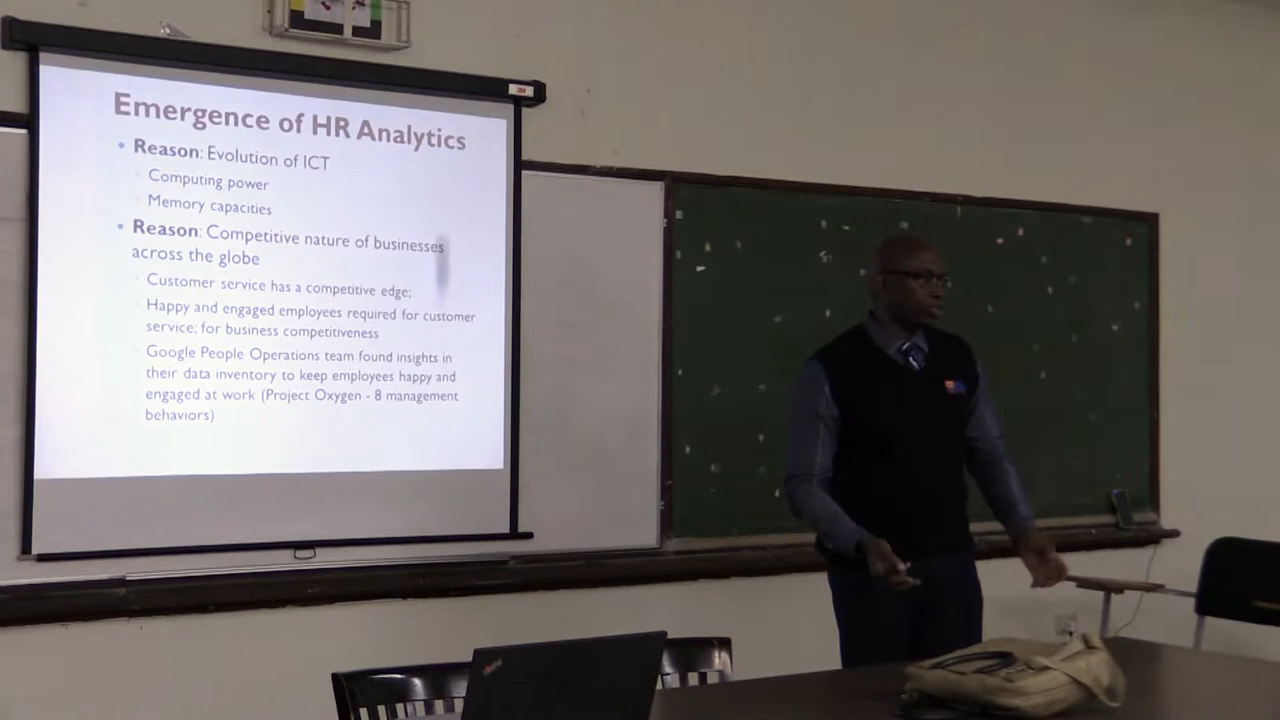 Emergence of HR Analytics
• Reason: Evolution of ICT
Computing power
Memory capacities
• Reason: Competitive nature of businesses
across the globe
Customer service has a competitive edge;
Happy and engaged employees required for customer
service; for business competitiveness
Google People Operations team found insights in
their data inventory to keep employees happy and
engaged at work (Project Oxygen - 8 management
behaviors)
3M